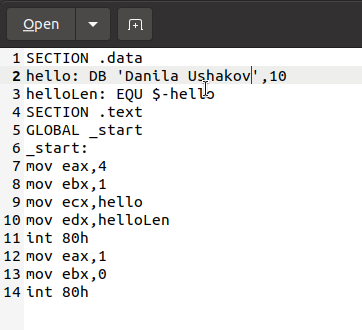 Open
1 SECTION .data
2 hello: DB 'Danila Ushakov',10
3 helloLen: EQU $-hello
4 SECTION .text
5 GLOBAL _start
6 _start:
7 mov eax,4
8 mov ebx,1
9 mov ecx,hello
10 mov edx,helloLen
11 int 80h
12 mov eax,1
13 mov ebx,0
14 int 80h